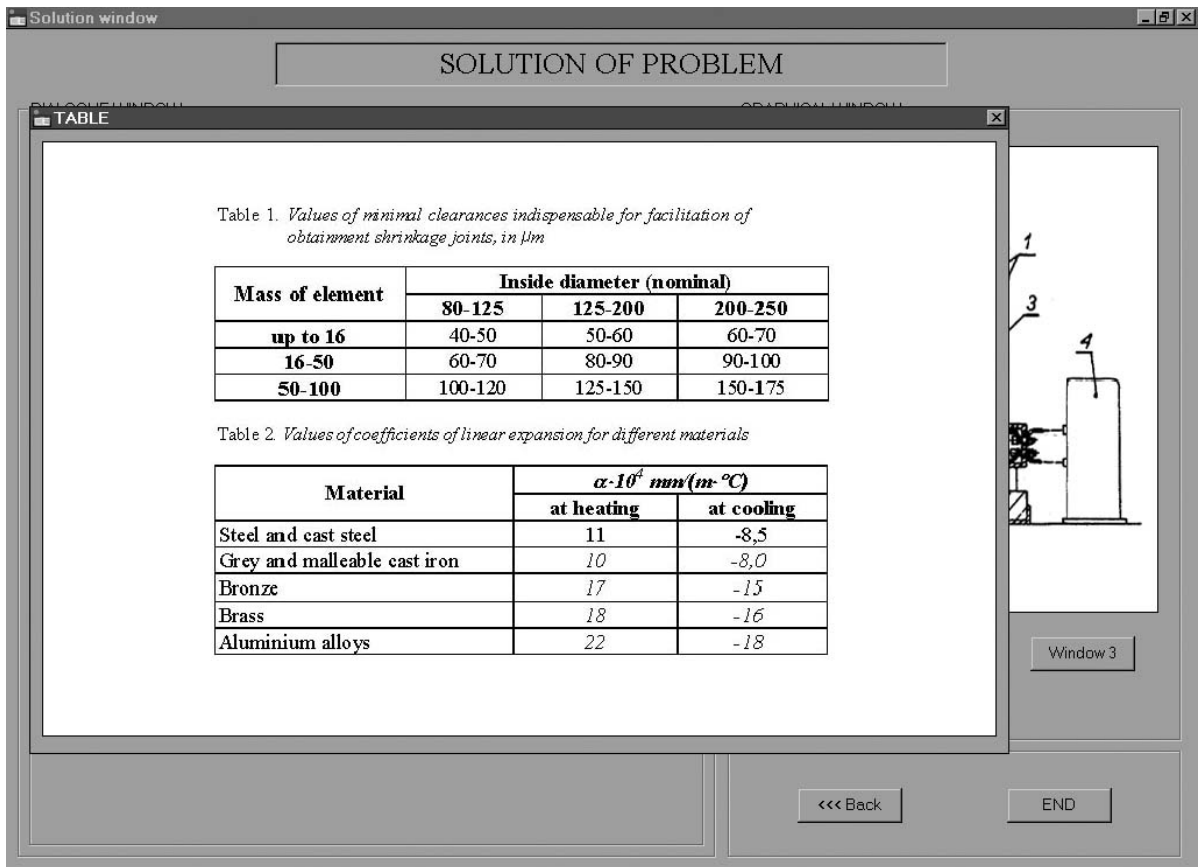 Solution window
SOLUTION OF PROBLEM
DIALOGUE WINDOW
GRAPHICAL WINDOW
TABLE
Table 1. Values of minimal clearances indispensable for facilitation of
obtainment shrinkage joints, in μm
Mass of element
Inside diameter (nominal)
80-125 125-200 200-250
up to 16 40-50 50-60 60-70
16-50 60-70 80-90 90-100
50-100 100-120 125-150 150-175
Table 2. Values of coefficients of linear expansion for different materials
Material
α·10⁴ mm/(m·°C)
at heating at cooling
Steel and cast steel 11 -8,5
Grey and malleable cast iron 10 -8,0
Bronze 17 -15
Brass 18 -16
Aluminium alloys 22 -18
1
3
4
Window 3
<<< Back
END